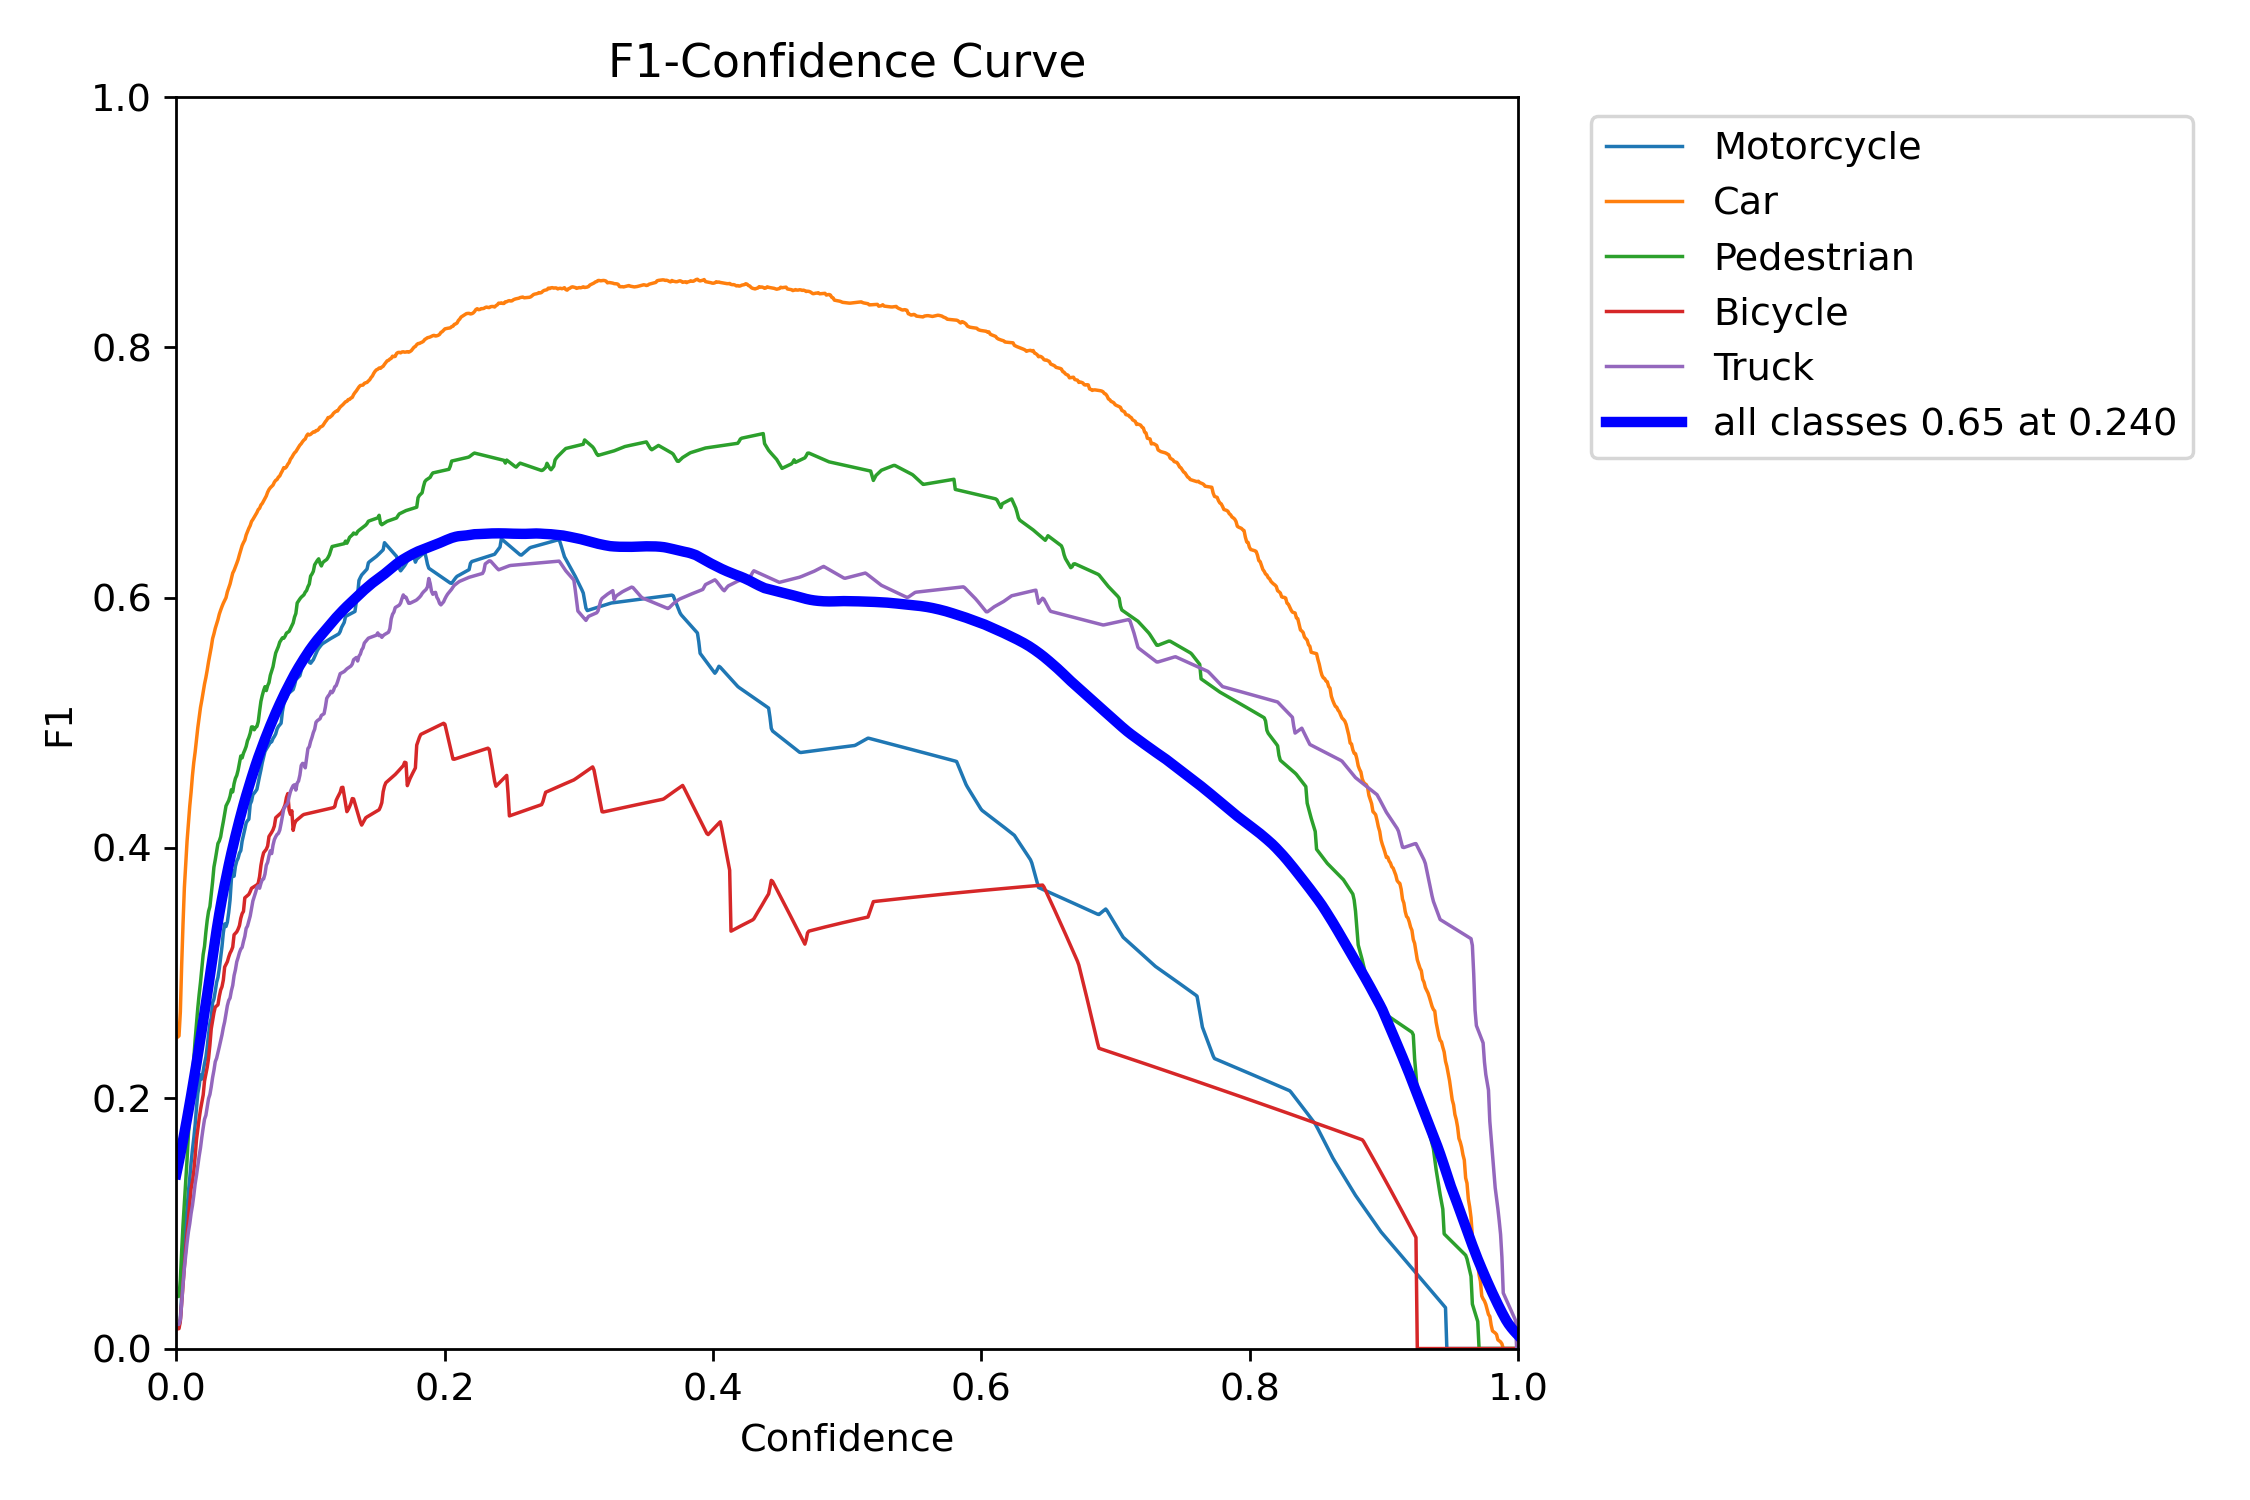 F1-Confidence Curve
1.0
0.8
0.6
0.4
0.2
0.0
F1
0.0 0.2 0.4 0.6 0.8 1.0
Confidence
Motorcycle
Car
Pedestrian
Bicycle
Truck
all classes 0.65 at 0.240